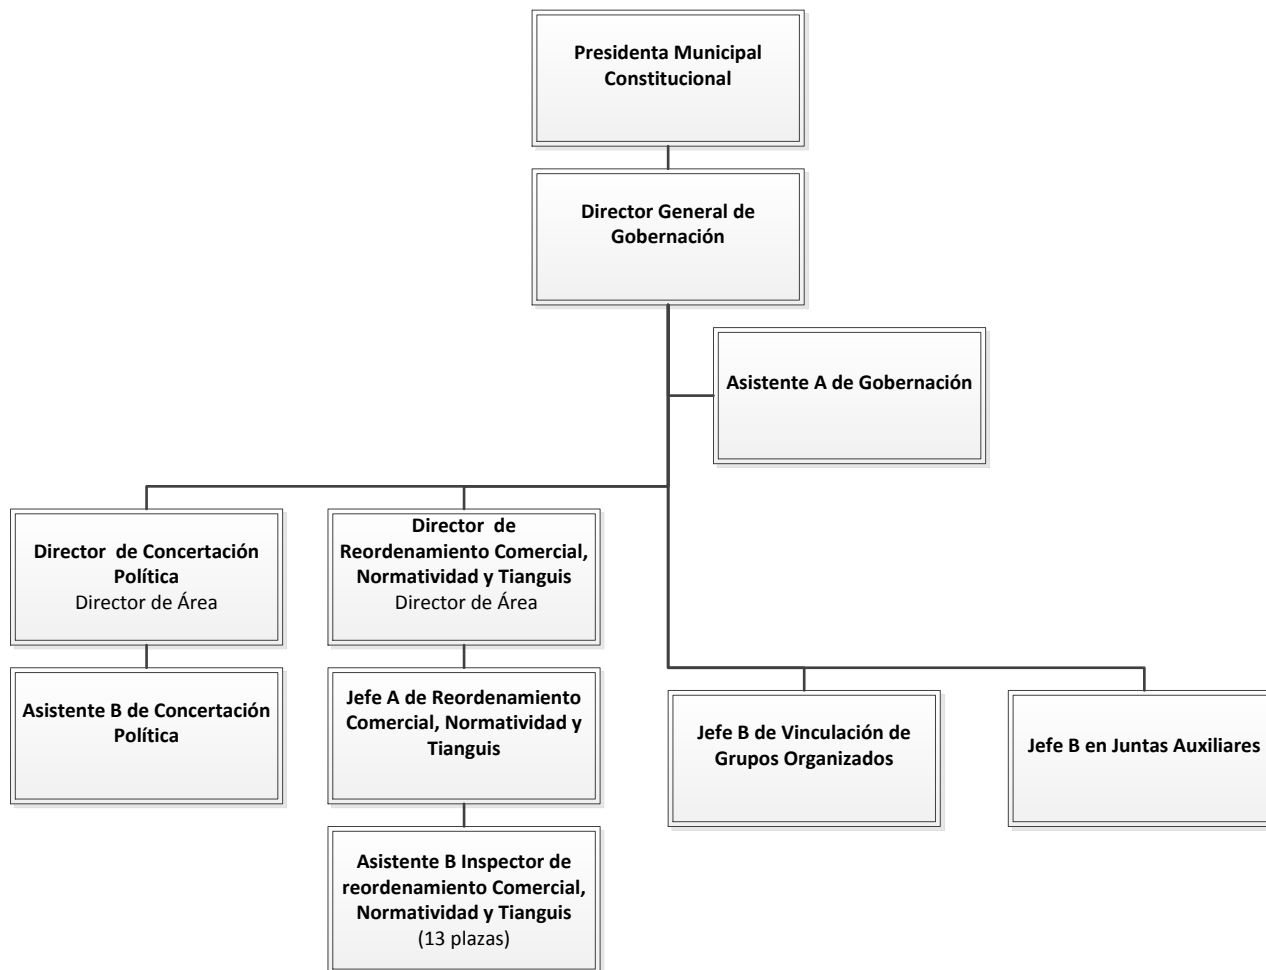 Presidenta Municipal
Constitucional
Director General de
Gobernación
Asistente A de Gobernación
Director  de Concertación
Política
Director de Área
Director  de
Reordenamiento Comercial,
Normatividad y Tianguis
Director de Área
Asistente B de Concertación
Política
Jefe A de Reordenamiento
Comercial, Normatividad y
Tianguis
Jefe B de Vinculación de
Grupos Organizados
Jefe B en Juntas Auxiliares
Asistente B Inspector de
reordenamiento Comercial,
Normatividad y Tianguis
(13 plazas)